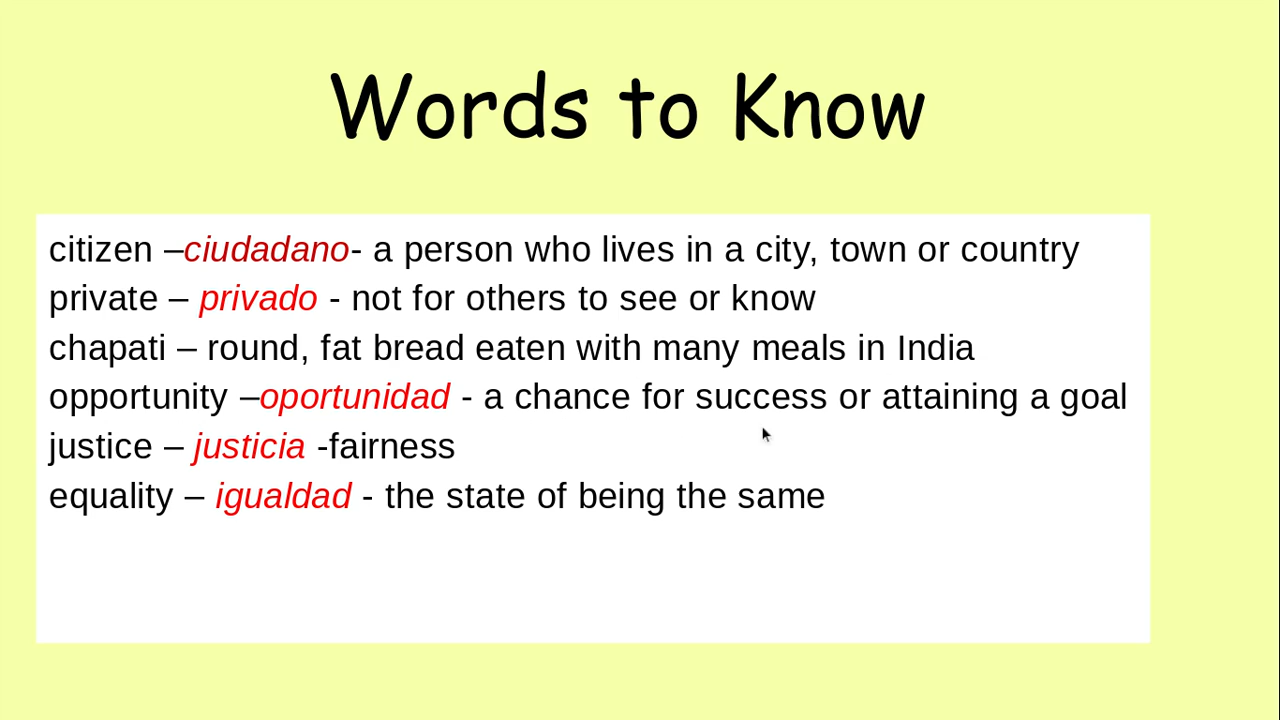 Words to Know
citizen –ciudadano- a person who lives in a city, town or country
private – privado - not for others to see or know
chapati – round, fat bread eaten with many meals in India
opportunity –oportunidad - a chance for success or attaining a goal
justice – justicia -fairness
equality – igualdad - the state of being the same